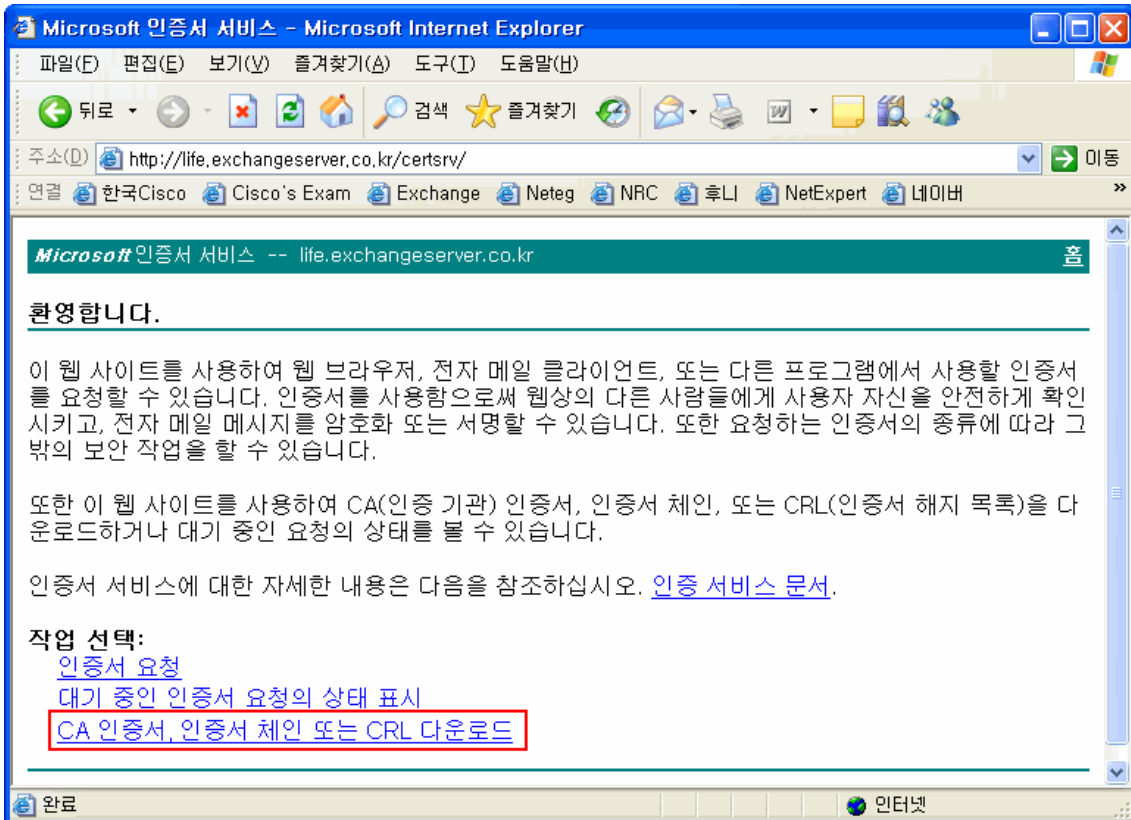 Microsoft 인증서 서비스 - Microsoft Internet Explorer
파일(F) 편집(E) 보기(V) 즐겨찾기(A) 도구(T) 도움말(H)
뒤로 검색 즐겨찾기
주소(D) http://life.exchangeserver.co.kr/certsrv/ 이동
연결 한국Cisco Cisco's Exam Exchange Neteg NRC 후니 NetExpert 네이버 »
Microsoft 인증서 서비스 -- life.exchangeserver.co.kr 홈
환영합니다.
이 웹 사이트를 사용하여 웹 브라우저, 전자 메일 클라이언트, 또는 다른 프로그램에서 사용할 인증서
를 요청할 수 있습니다. 인증서를 사용함으로써 웹상의 다른 사람들에게 사용자 자신을 안전하게 확인
시키고, 전자 메일 메시지를 암호화 또는 서명할 수 있습니다. 또한 요청하는 인증서의 종류에 따라 그
밖의 보안 작업을 할 수 있습니다.
또한 이 웹 사이트를 사용하여 CA(인증 기관) 인증서, 인증서 체인, 또는 CRL(인증서 해지 목록)을 다
운로드하거나 대기 중인 요청의 상태를 볼 수 있습니다.
인증서 서비스에 대한 자세한 내용은 다음을 참조하십시오. 인증 서비스 문서.
작업 선택:
인증서 요청
대기 중인 인증서 요청의 상태 표시
CA 인증서, 인증서 체인 또는 CRL 다운로드
완료 인터넷